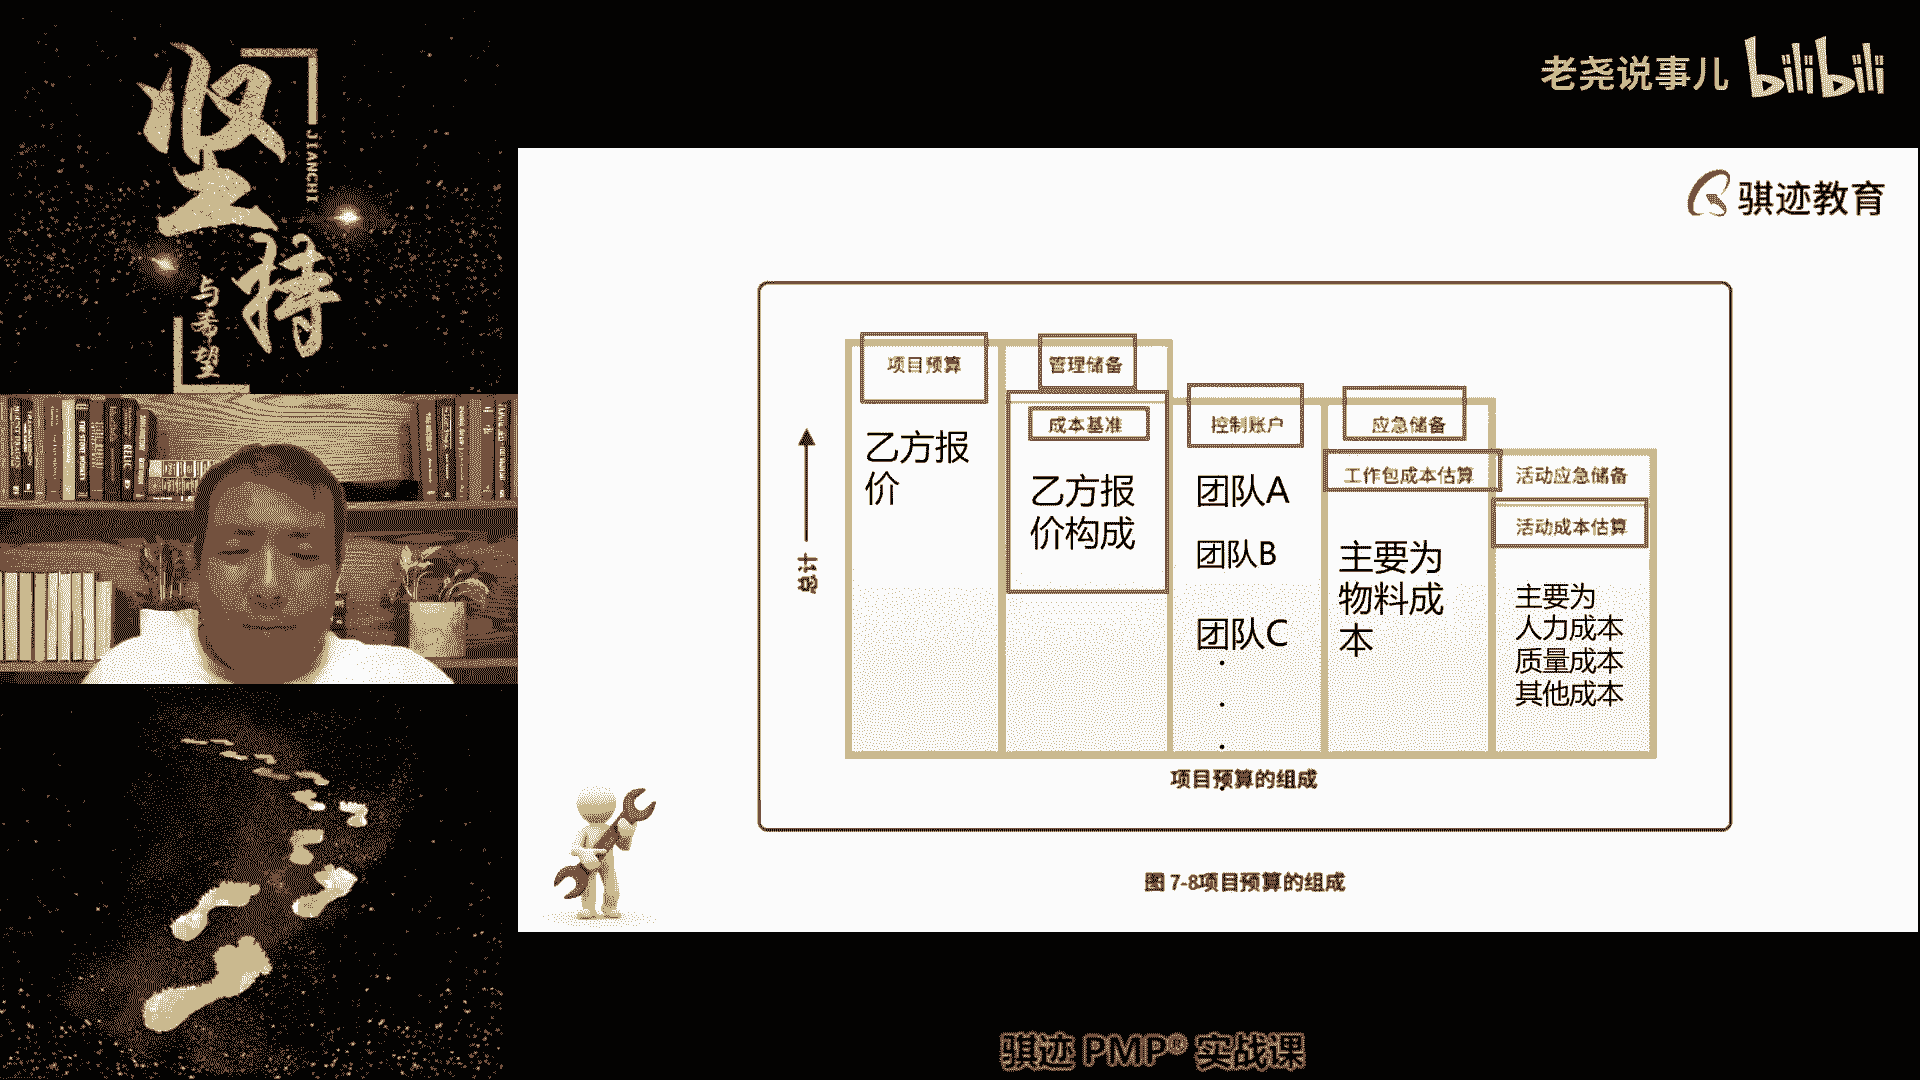 坚持
JIANCHI
与希望
老尧说事儿 bilibili
骐迹教育
项目预算
管理储备
成本基准
控制账户
应急储备
工作包成本估算
活动应急储备
活动成本估算
乙方报
价
乙方报
价构成
团队A
团队B
团队C
主要为
物料成
本
主要为
人力成本
质量成本
其他成本
总计
项目预算的组成
图 7-8项目预算的组成
骐迹 PMP® 实战课